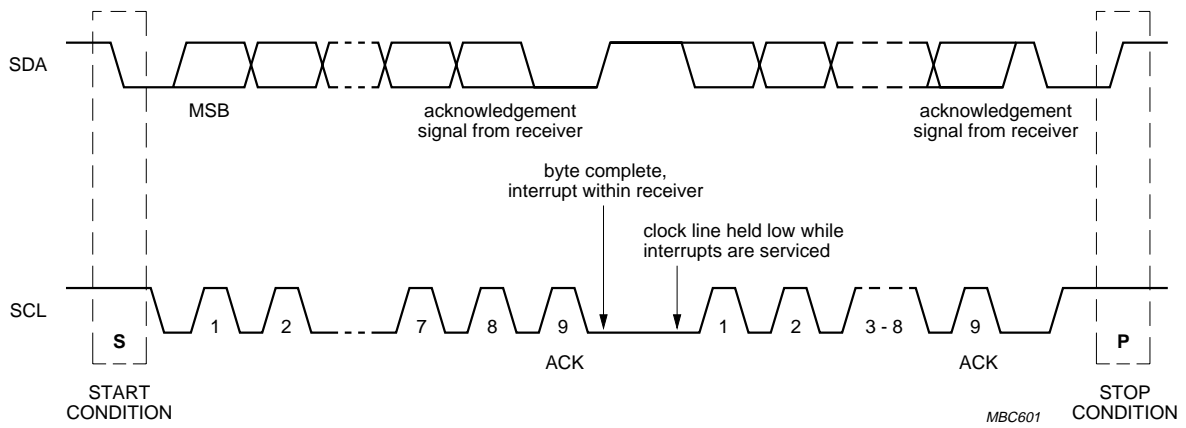 SDA
MSB
acknowledgement
signal from receiver
acknowledgement
signal from receiver
byte complete,
interrupt within receiver
clock line held low while
interrupts are serviced
SCL
S
1
2
7
8
9
1
2
3 - 8
9
P
ACK
ACK
START
CONDITION
STOP
CONDITION
MBC601